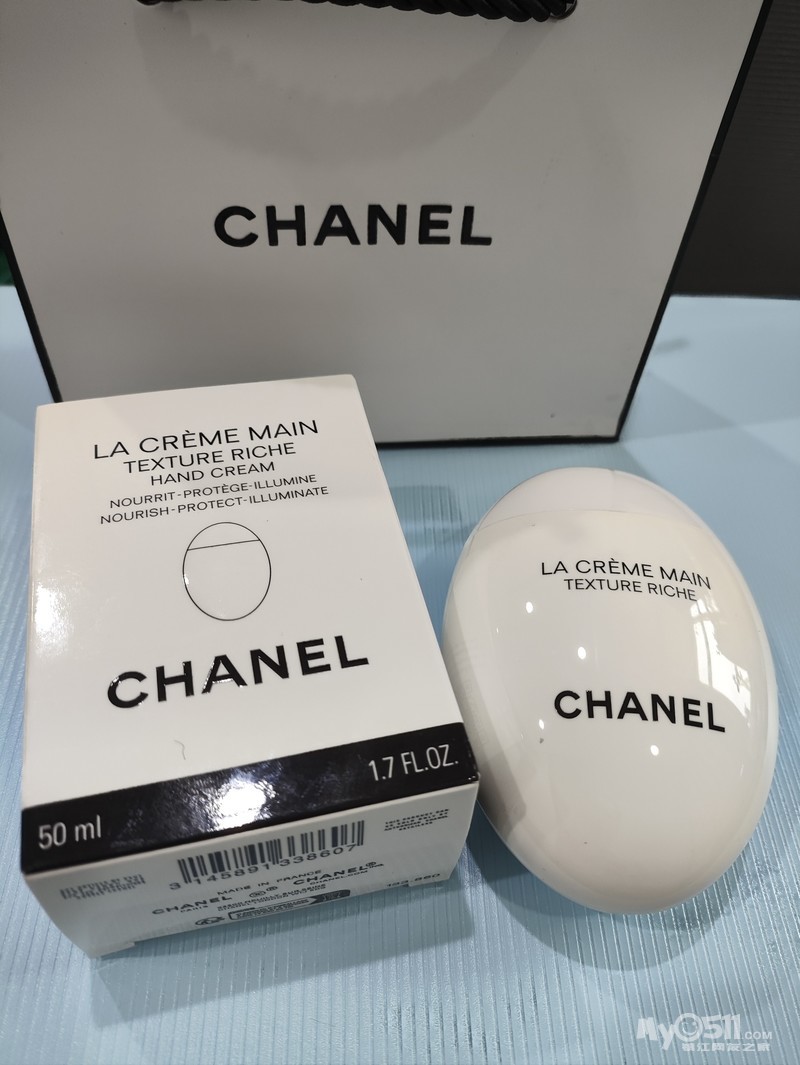 CHANEL
LA CRÈME MAIN
TEXTURE RICHE
HAND CREAM
NOURRIT-PROTÈGE-ILLUMINE
NOURISH-PROTECT-ILLUMINATE
CHANEL
50 ml
1.7 FL.OZ.
3 145891 338607
MADE IN FRANCE
CHANEL
CHANEL®
PARIS
LA CRÈME MAIN
TEXTURE RICHE
CHANEL
My0511.COM